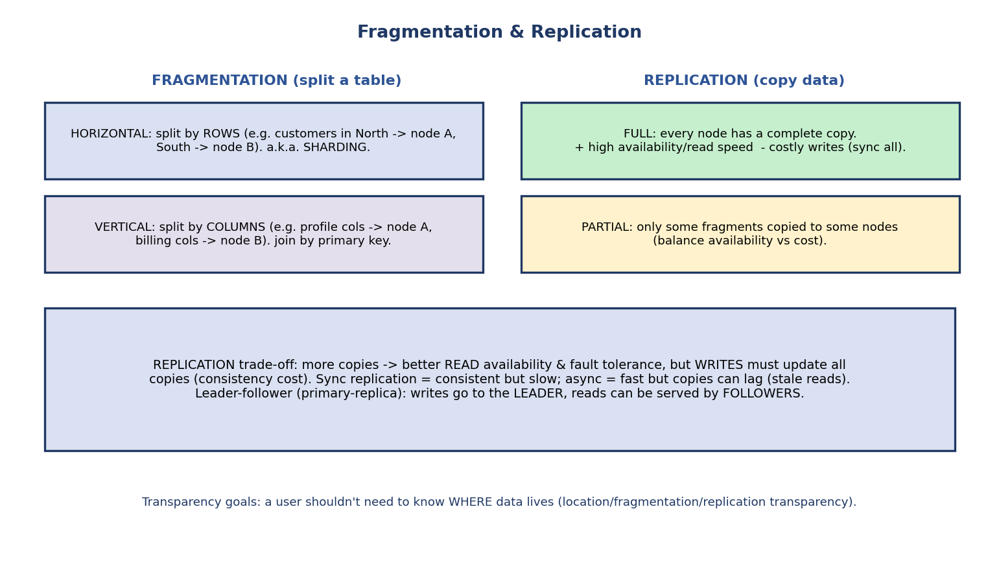 Fragmentation & Replication
FRAGMENTATION (split a table)
HORIZONTAL: split by ROWS (e.g. customers in North -> node A,
South -> node B). a.k.a. SHARDING.
VERTICAL: split by COLUMNS (e.g. profile cols -> node A,
billing cols -> node B). join by primary key.
REPLICATION (copy data)
FULL: every node has a complete copy.
+ high availability/read speed  - costly writes (sync all).
PARTIAL: only some fragments copied to some nodes
(balance availability vs cost).
REPLICATION trade-off: more copies -> better READ availability & fault tolerance, but WRITES must update all
copies (consistency cost). Sync replication = consistent but slow; async = fast but copies can lag (stale reads).
Leader-follower (primary-replica): writes go to the LEADER, reads can be served by FOLLOWERS.
Transparency goals: a user shouldn't need to know WHERE data lives (location/fragmentation/replication transparency).